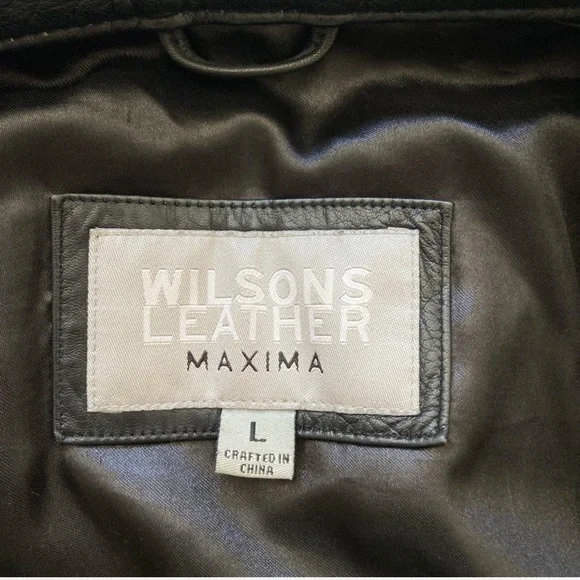 WILSONS
LEATHER
MAXIMA
L
CRAFTED IN
CHINA